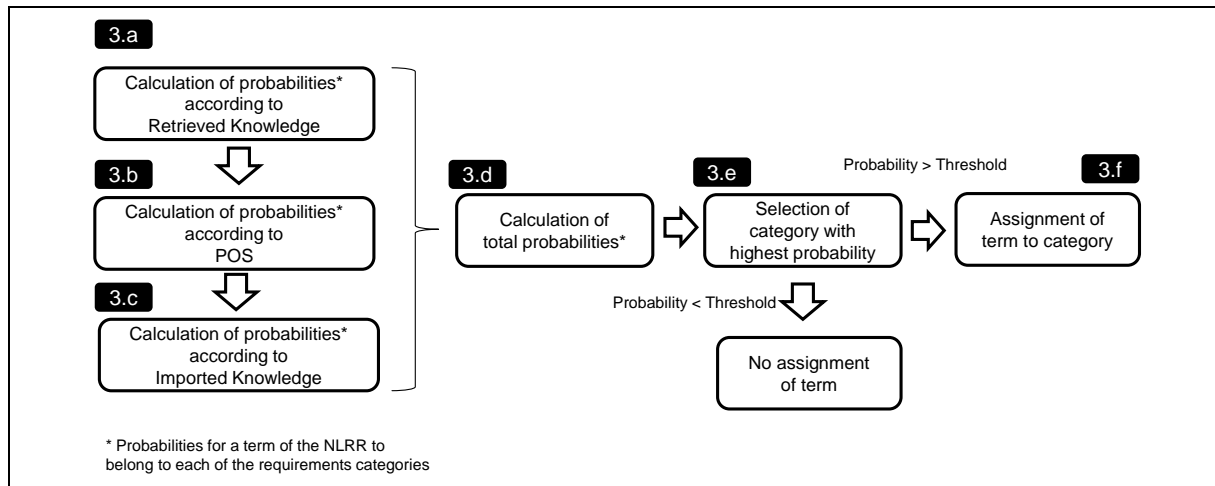 3.a
Calculation of probabilities*
according to
Retrieved Knowledge
3.b
Calculation of probabilities*
according to
POS
3.c
Calculation of probabilities*
according to
Imported Knowledge
3.d
Calculation of
total probabilities*
3.e
Selection of
category with
highest probability
Probability > Threshold
3.f
Assignment of
term to category
Probability < Threshold
No assignment
of term
* Probabilities for a term of the NLRR to
belong to each of the requirements categories